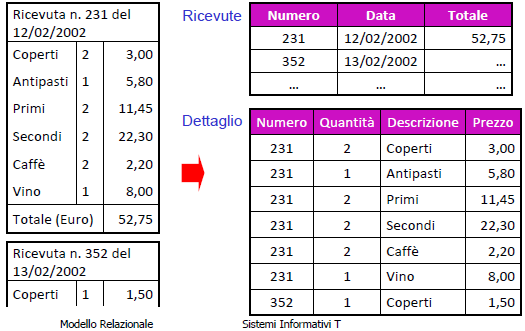 Ricevuta n. 231 del
12/02/2002
Coperti 2 3,00
Antipasti 1 5,80
Primi 2 11,45
Secondi 2 22,30
Caffè 2 2,20
Vino 1 8,00
Totale (Euro) 52,75
Ricevuta n. 352 del
13/02/2002
Coperti 1 1,50
Ricevute
Numero Data Totale
231 12/02/2002 52,75
352 13/02/2002 ...
... ...
Dettaglio
Numero Quantità Descrizione Prezzo
231 2 Coperti 3,00
231 1 Antipasti 5,80
231 2 Primi 11,45
231 2 Secondi 22,30
231 2 Caffè 2,20
231 1 Vino 8,00
352 1 Coperti 1,50
Modello Relazionale
Sistemi Informativi T